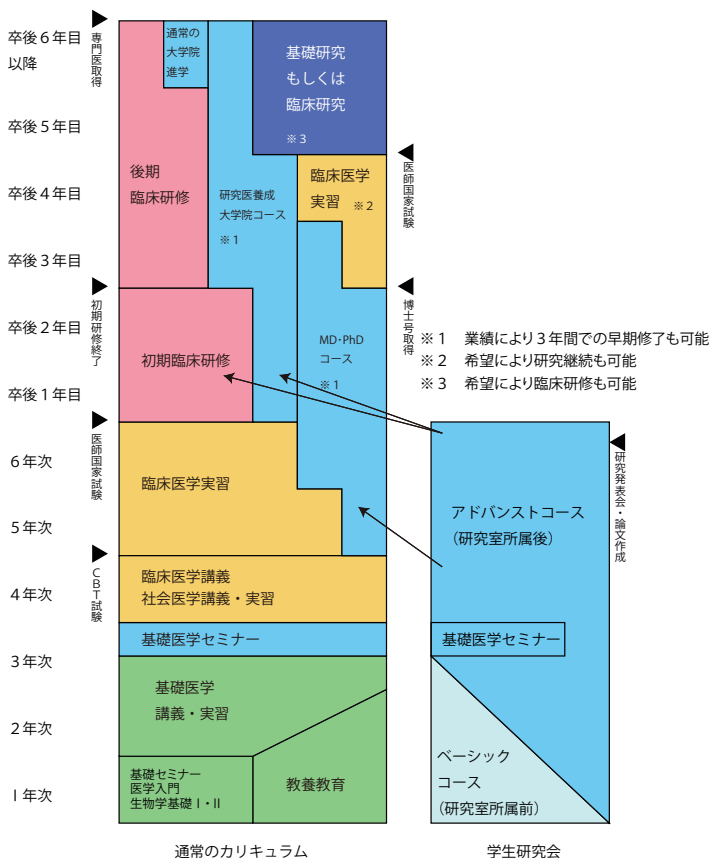 卒後6年目
以降
卒後5年目
卒後4年目
卒後3年目
卒後2年目
卒後1年目
6年次
5年次
4年次
3年次
2年次
1年次
専門医取得
初期研修終了
医師国家試験
CBT試験
通常の
大学院
進学
基礎研究
もしくは
臨床研究
※3
後期
臨床研修
研究医養成
大学院コース
※1
臨床医学
実習 ※2
初期臨床研修
MD・PhD
コース
※1
臨床医学実習
臨床医学講義
社会医学講義・実習
基礎医学セミナー
基礎医学
講義・実習
基礎セミナー
医学入門
生物学基礎Ⅰ・Ⅱ
教養教育
通常のカリキュラム
医師国家試験
博士号取得
※1 業績により3年間での早期修了も可能
※2 希望により研究継続も可能
※3 希望により臨床研修も可能
研究発表会・論文作成
アドバンストコース
(研究室所属後)
基礎医学セミナー
ベーシック
コース
(研究室所属前)
学生研究会